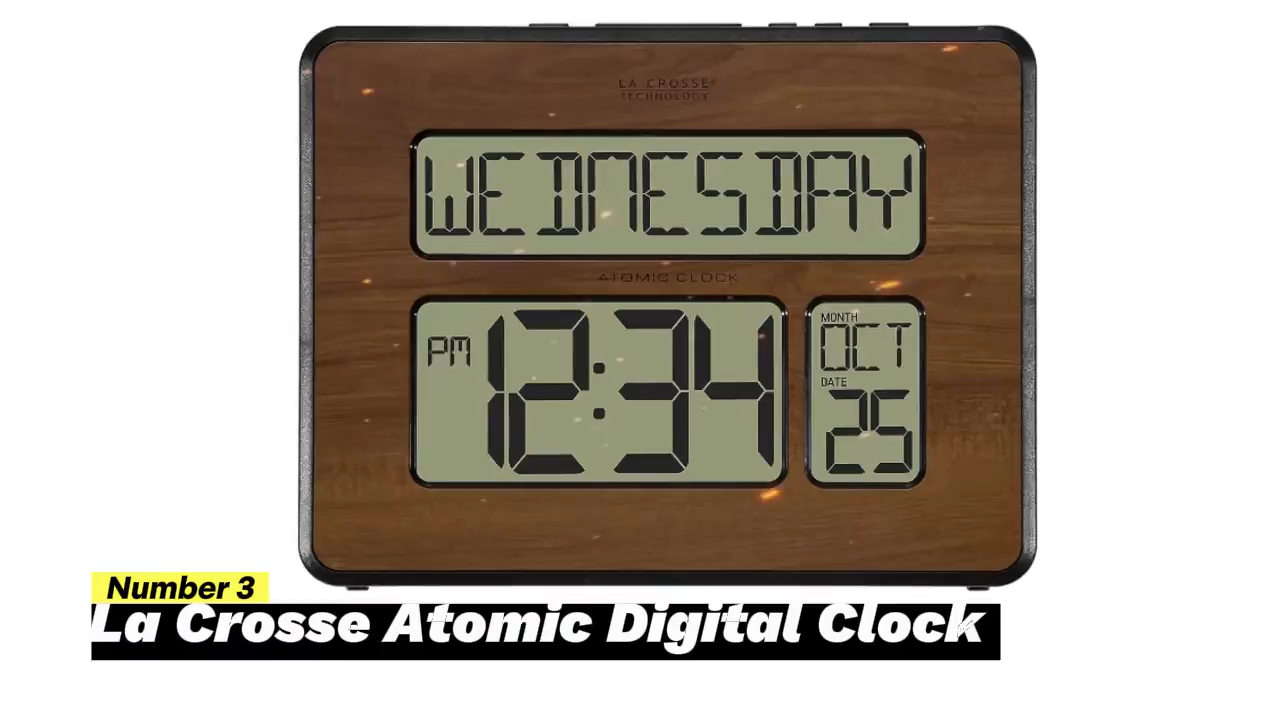 LA CROSSE
TECHNOLOGY
WEDNESDAY
ATOMIC CLOCK
PM 12:34
MONTH
OCT
DATE
25
Number 3
La Crosse Atomic Digital Clock